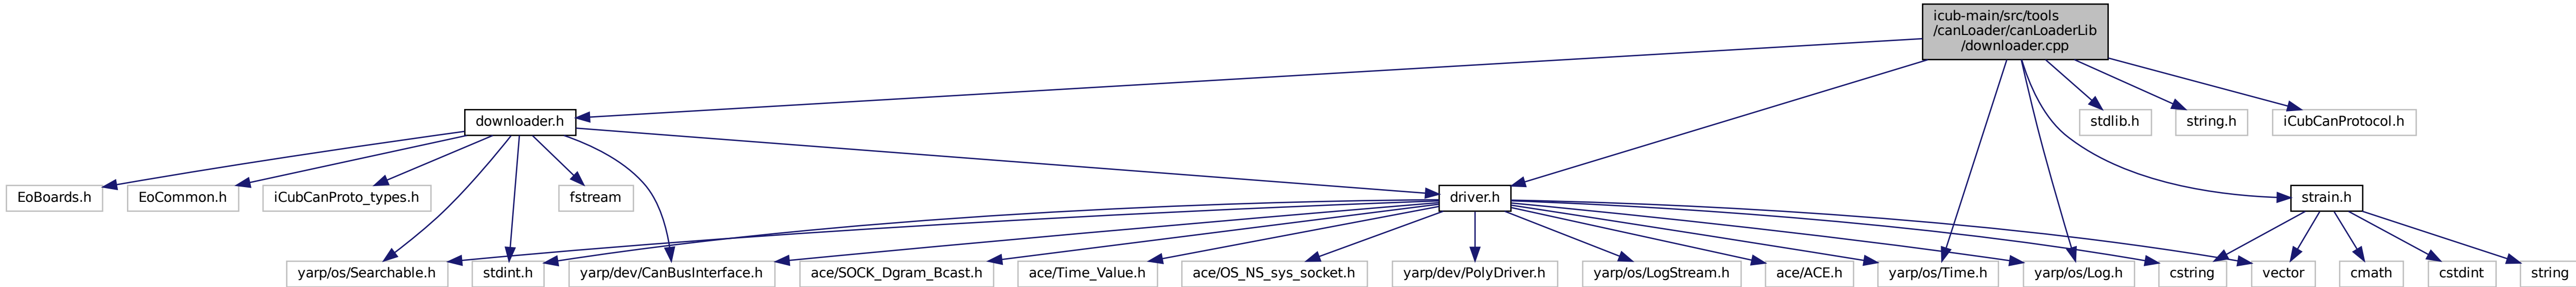 icub-main/src/tools
/canLoader/canLoaderLib
/downloader.cpp
downloader.h
stdlib.h
string.h
iCubCanProtocol.h
EoBoards.h
EoCommon.h
iCubCanProto_types.h
fstream
driver.h
strain.h
yarp/os/Searchable.h
stdint.h
yarp/dev/CanBusInterface.h
ace/SOCK_Dgram_Bcast.h
ace/Time_Value.h
ace/OS_NS_sys_socket.h
yarp/dev/PolyDriver.h
yarp/os/LogStream.h
ace/ACE.h
yarp/os/Time.h
yarp/os/Log.h
cstring
vector
cmath
cstdint
string